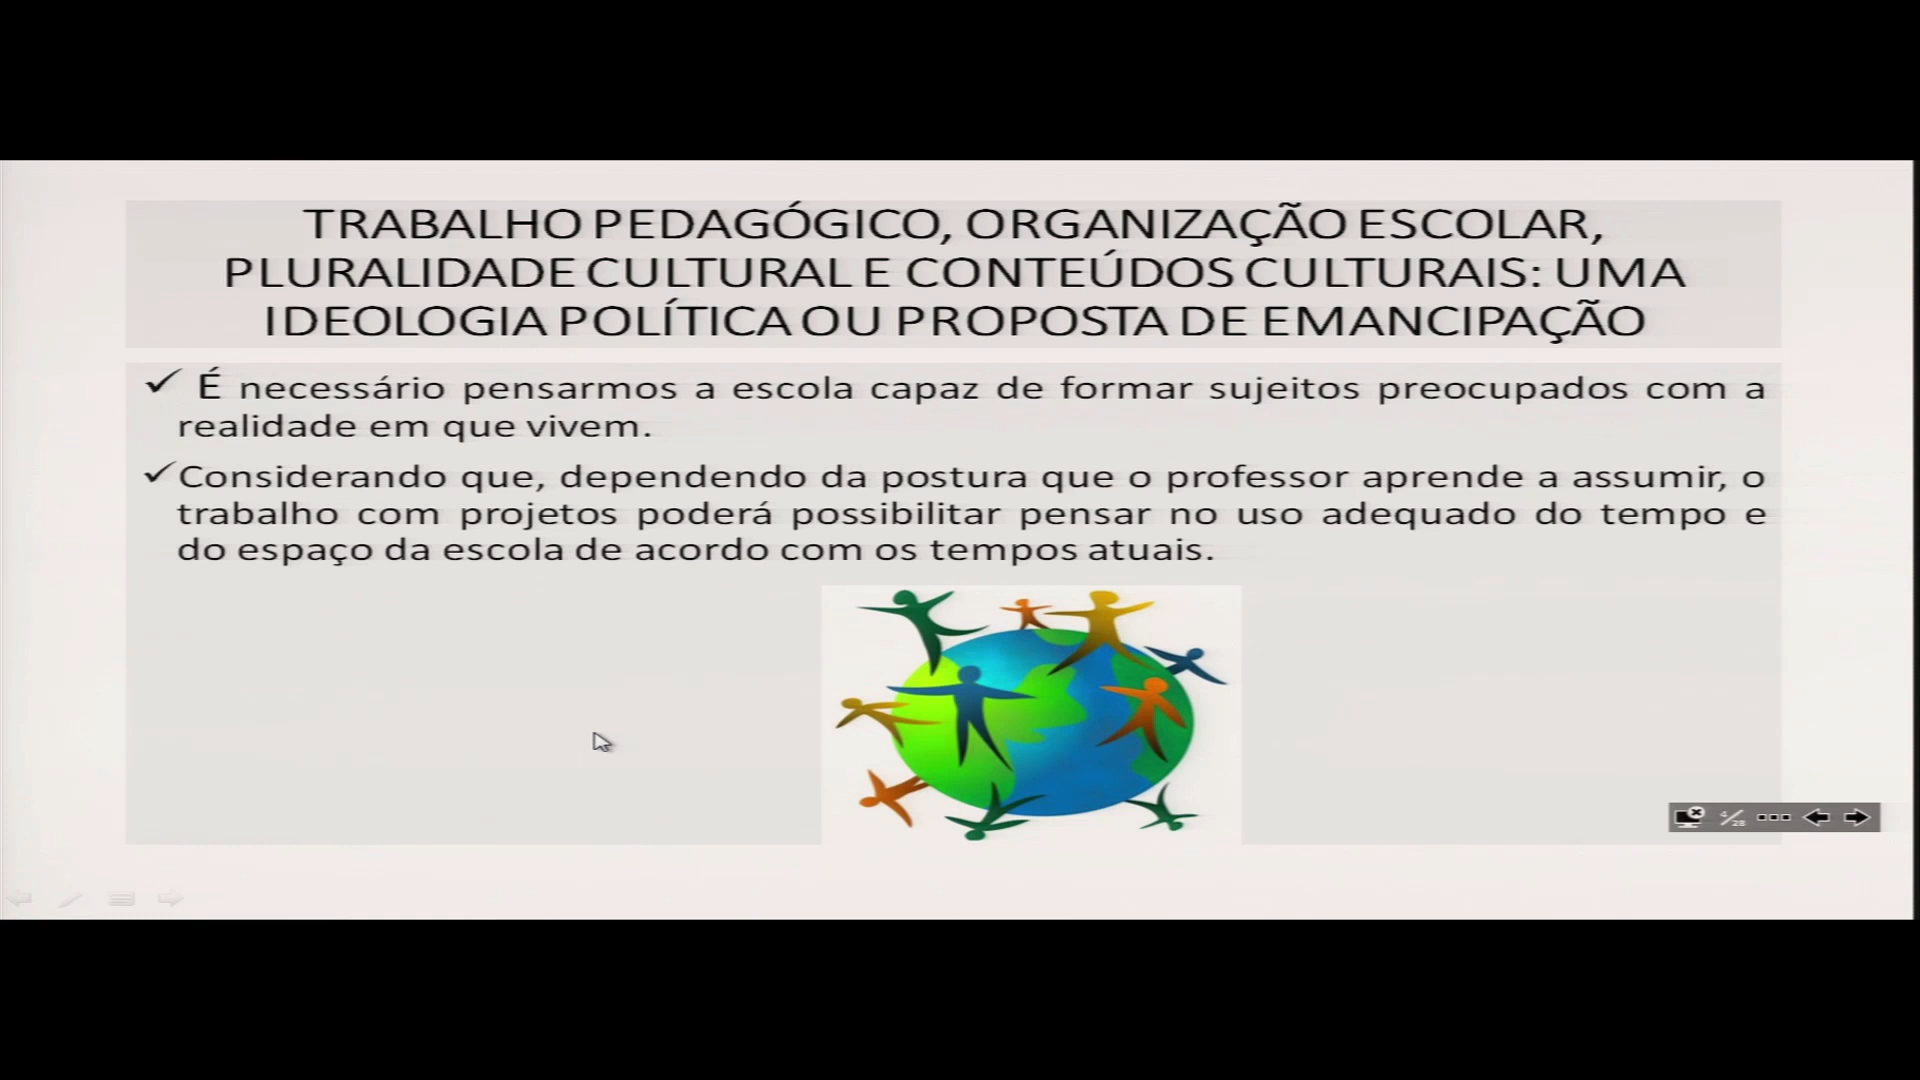 TRABALHO PEDAGÓGICO, ORGANIZAÇÃO ESCOLAR,
PLURALIDADE CULTURAL E CONTEÚDOS CULTURAIS: UMA
IDEOLOGIA POLÍTICA OU PROPOSTA DE EMANCIPAÇÃO
✓ É necessário pensarmos a escola capaz de formar sujeitos preocupados com a
realidade em que vivem.
✓Considerando que, dependendo da postura que o professor aprende a assumir, o
trabalho com projetos poderá possibilitar pensar no uso adequado do tempo e
do espaço da escola de acordo com os tempos atuais.
4/28